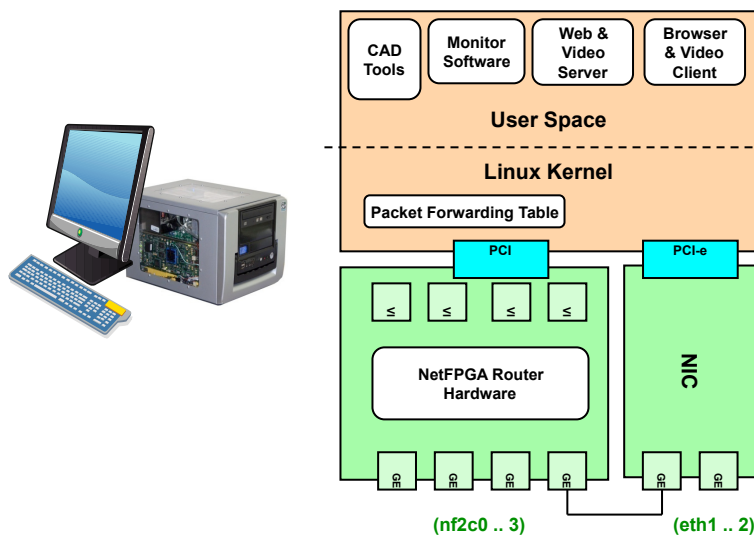 CAD
Tools
Monitor
Software
Web &
Video
Server
Browser
& Video
Client
User Space
Linux Kernel
Packet Forwarding Table
PCI
PCI-e
≤
≤
≤
≤
NetFPGA Router
Hardware
NIC
GE
GE
GE
GE
GE
GE
(nf2c0 .. 3)
(eth1 .. 2)